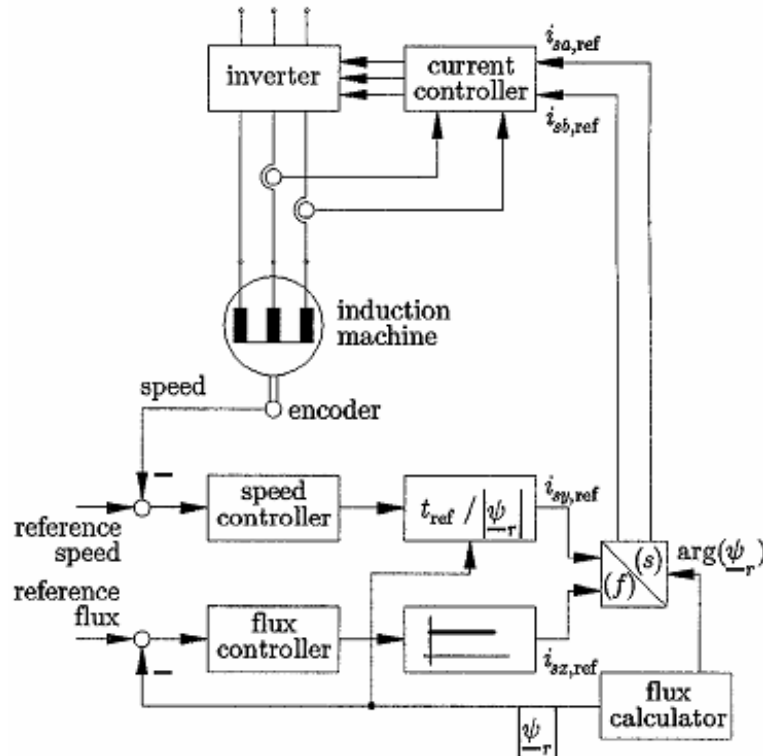 inverter
current
controller
i_sa,ref
i_sb,ref
induction
machine
speed
encoder
reference
speed
speed
controller
t_ref / |ψ_r|
i_sy,ref
(s)
(f)
arg(ψ_r)
reference
flux
flux
controller
i_sz,ref
flux
calculator
|ψ_r|